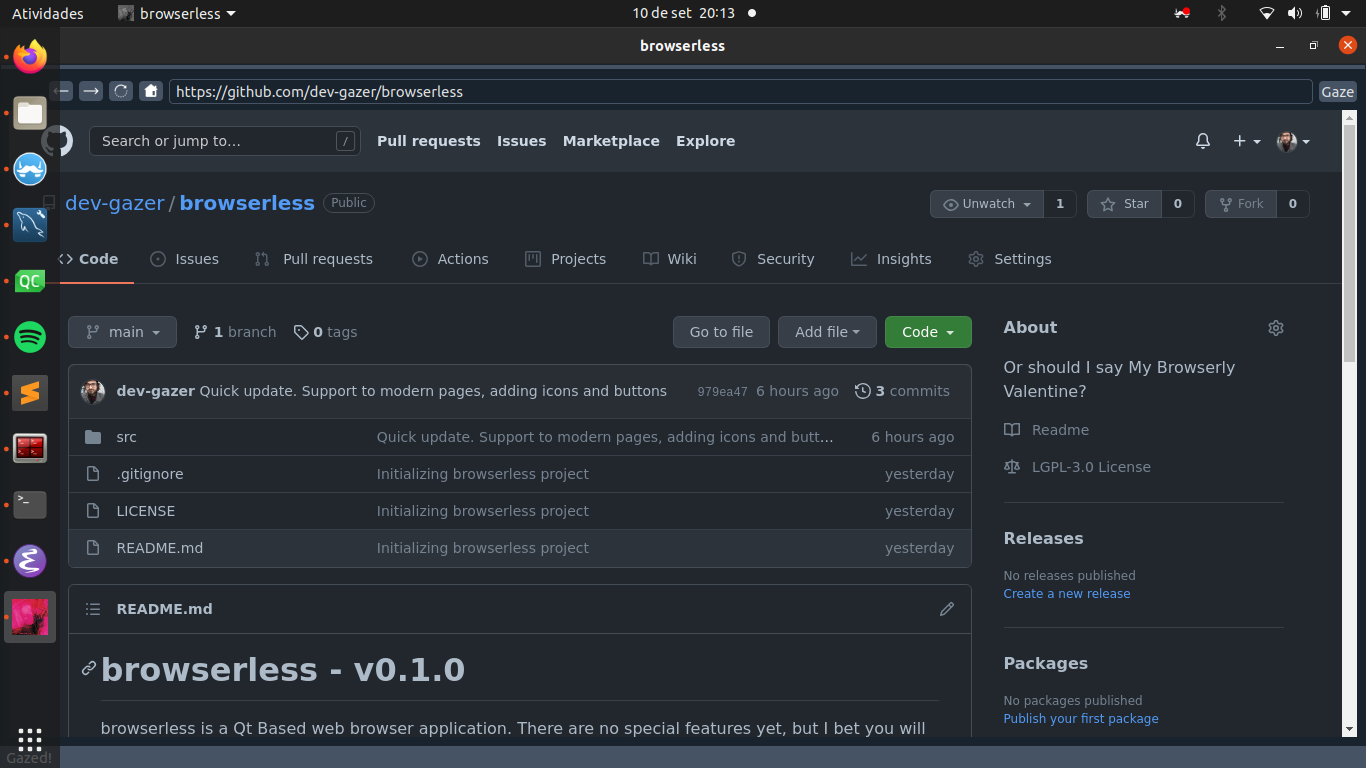 Atividades browserless 10 de set 20:13
browserless
https://github.com/dev-gazer/browserless Gaze
Search or jump to… / Pull requests Issues Marketplace Explore
dev-gazer / browserless Public Unwatch 1 Star 0 Fork 0
Code Issues Pull requests Actions Projects Wiki Security Insights Settings
main 1 branch 0 tags Go to file Add file Code
dev-gazer Quick update. Support to modern pages, adding icons and buttons 979ea47 6 hours ago 3 commits
src Quick update. Support to modern pages, adding icons and butt… 6 hours ago
.gitignore Initializing browserless project yesterday
LICENSE Initializing browserless project yesterday
README.md Initializing browserless project yesterday
README.md
browserless - v0.1.0
browserless is a Qt Based web browser application. There are no special features yet, but I bet you will
About
Or should I say My Browserly
Valentine?
Readme
LGPL-3.0 License
Releases
No releases published
Create a new release
Packages
No packages published
Publish your first package
QC
>_
Gazed!